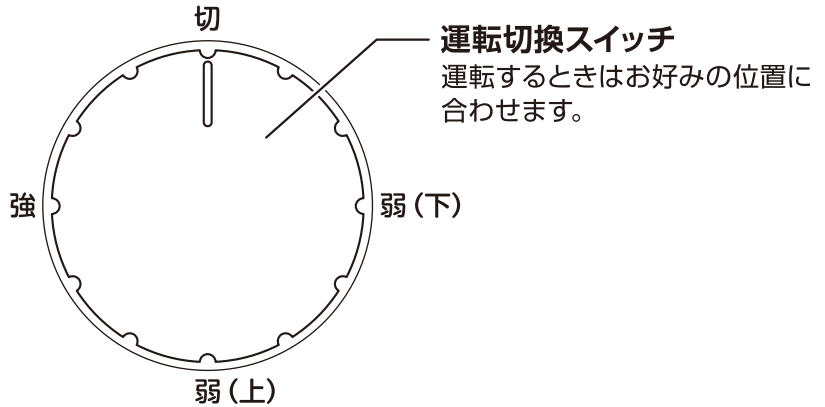 切
運転切換スイッチ
運転するときはお好みの位置に
合わせます。
強
弱（下）
弱（上）